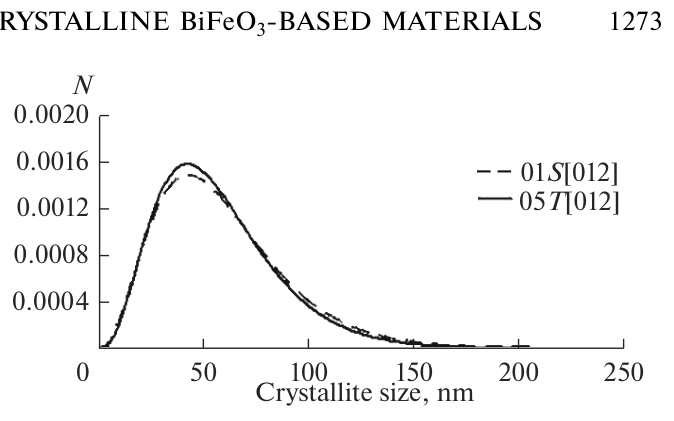 RYSTALLINE BiFeO3-BASED MATERIALS 1273
N
0.0020
0.0016
0.0012
0.0008
0.0004
01S[012]
05T[012]
0 50 100 150 200 250
Crystallite size, nm